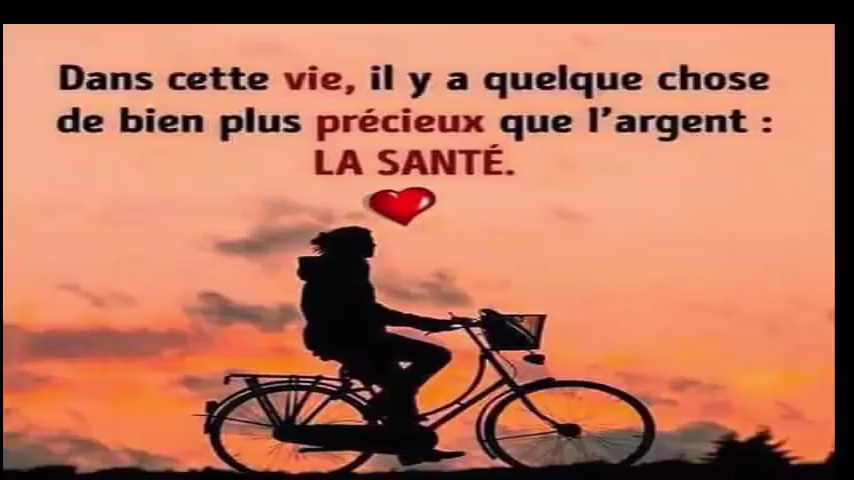 Dans cette vie, il y a quelque chose
de bien plus précieux que l'argent :
LA SANTÉ.